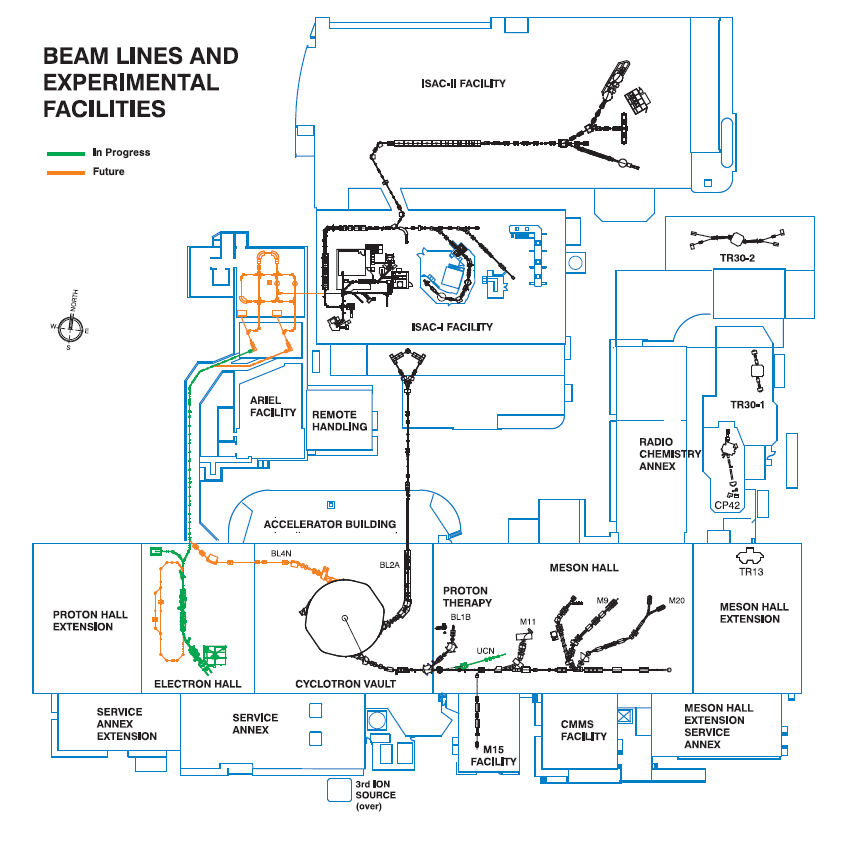 BEAM LINES AND
EXPERIMENTAL
FACILITIES
In Progress
Future
ISAC-II FACILITY
TR30-2
NORTH
W
E
S
ISAC-I FACILITY
ARIEL
FACILITY
REMOTE
HANDLING
TR30-1
RADIO
CHEMISTRY
ANNEX
CP42
ACCELERATOR BUILDING
BL4N
BL2A
MESON HALL
TR13
PROTON
THERAPY
BL1B
M11
M9
M20
UCN
PROTON HALL
EXTENSION
MESON HALL
EXTENSION
ELECTRON HALL
CYCLOTRON VAULT
SERVICE
ANNEX
EXTENSION
SERVICE
ANNEX
M15
FACILITY
CMMS
FACILITY
MESON HALL
EXTENSION
SERVICE
ANNEX
3rd ION
SOURCE
(over)